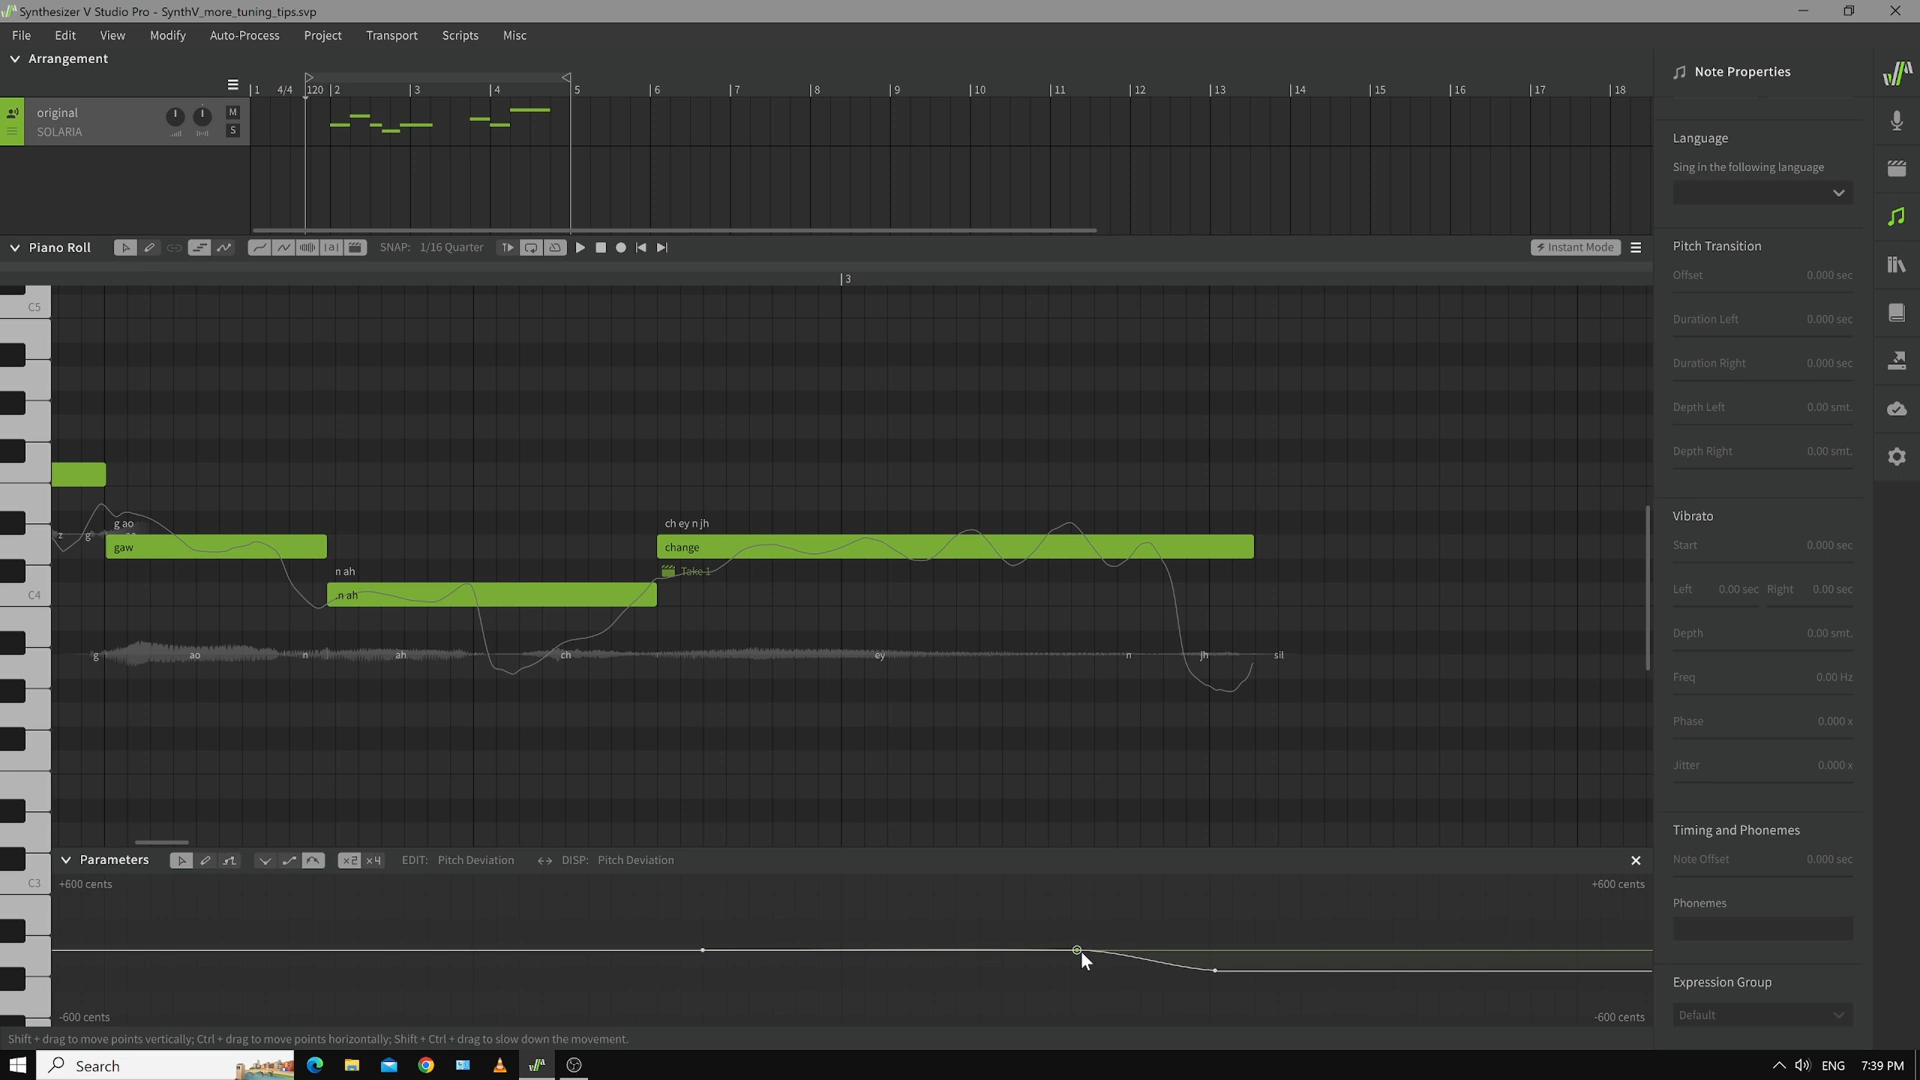 Synthesizer V Studio Pro - SynthV_more_tuning_tips.svp
File Edit View Modify Auto-Process Project Transport Scripts Misc
Arrangement
1 4/4 120 2 3 4 5 6 7 8 9 10 11 12 13 14 15 16 17 18
original M
SOLARIA S
Piano Roll SNAP: 1/16 Quarter Instant Mode
3
C5
g ao
z g
gaw
n ah
.n ah
ch ey n jh
change
Take 1
C4
g ao n ah ch ey n jh sil
Parameters x2 x4 EDIT: Pitch Deviation DISP: Pitch Deviation
C3
+600 cents +600 cents
-600 cents -600 cents
Shift + drag to move points vertically; Ctrl + drag to move points horizontally; Shift + Ctrl + drag to slow down the movement.
Note Properties
Language
Sing in the following language
Pitch Transition
Offset 0.000 sec
Duration Left 0.000 sec
Duration Right 0.000 sec
Depth Left 0.00 smt.
Depth Right 0.00 smt.
Vibrato
Start 0.000 sec
Left 0.00 sec Right 0.00 sec
Depth 0.00 smt.
Freq 0.00 Hz
Phase 0.000 x
Jitter 0.000 x
Timing and Phonemes
Note Offset 0.000 sec
Phonemes
Expression Group
Default
Search
ENG 7:39 PM